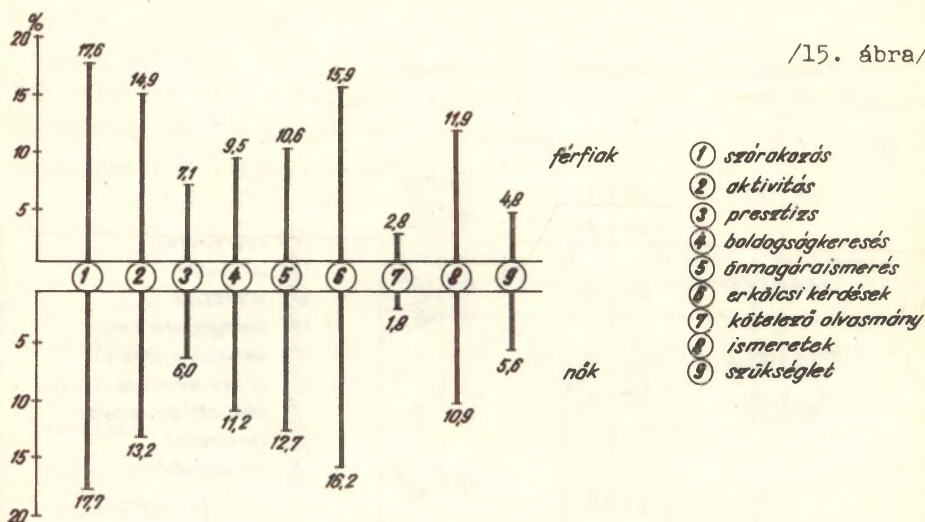 /15. ábra/
%
20
15
10
5
17,6
14,9
7,1
9,5
10,6
15,9
2,8
11,9
4,8
férfiak
1 2 3 4 5 6 7 8 9
5
10
15
20
17,7
13,2
6,0
11,2
12,7
16,2
1,8
10,9
5,6
nők
1 szórakozás
2 aktivitás
3 presztizs
4 boldogságkeresés
5 önmagáraismerés
6 erkölcsi kérdések
7 kötelező olvasmány
8 ismeretek
9 szükséglet